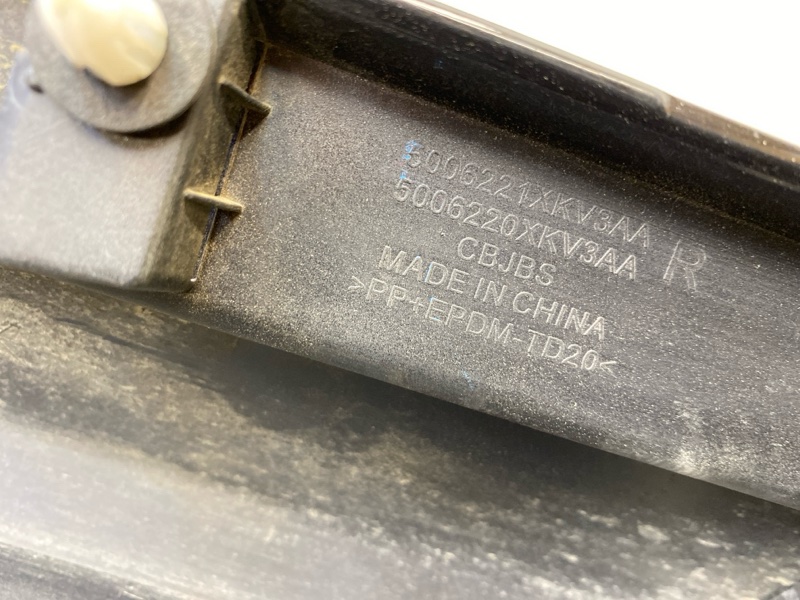 5006221XKV3AA
5006220XKV3AA R
CBJBS
MADE IN CHINA
>PP+EPDM-TD20<